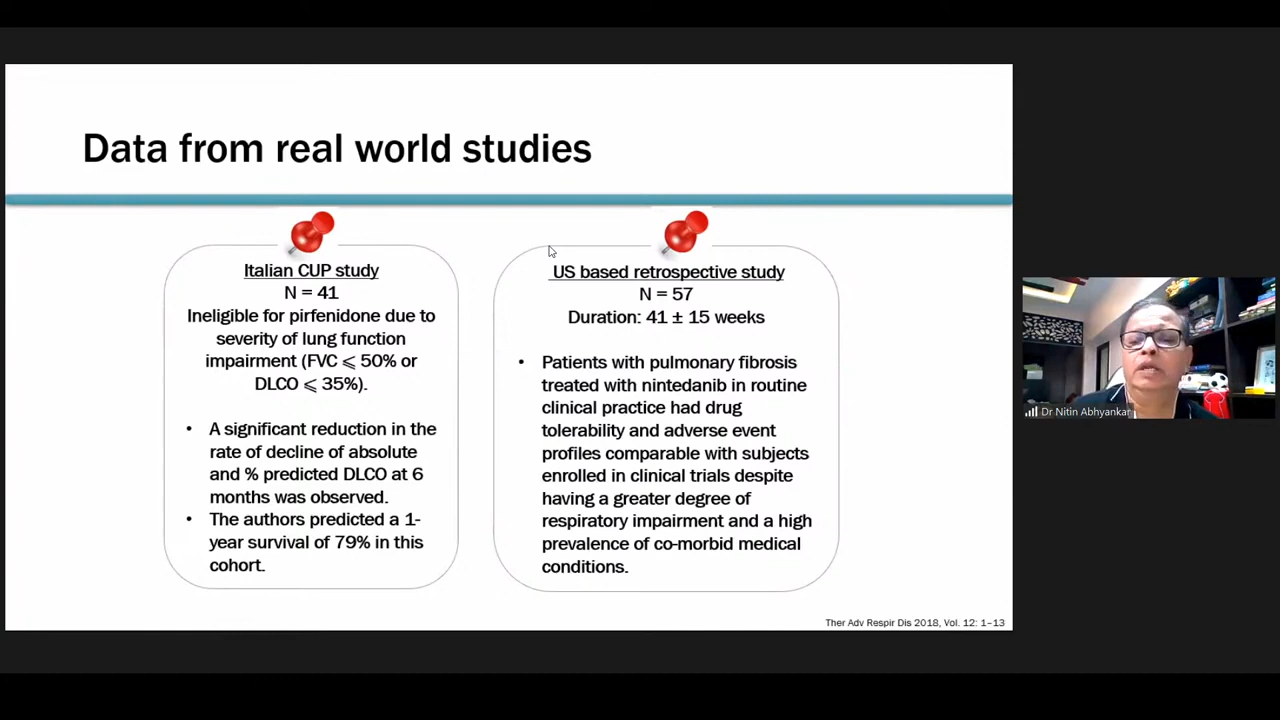 Data from real world studies
Italian CUP study
N = 41
Ineligible for pirfenidone due to
severity of lung function
impairment (FVC ⩽ 50% or
DLCO ⩽ 35%).
• A significant reduction in the
rate of decline of absolute
and % predicted DLCO at 6
months was observed.
• The authors predicted a 1-
year survival of 79% in this
cohort.
US based retrospective study
N = 57
Duration: 41 ± 15 weeks
• Patients with pulmonary fibrosis
treated with nintedanib in routine
clinical practice had drug
tolerability and adverse event
profiles comparable with subjects
enrolled in clinical trials despite
having a greater degree of
respiratory impairment and a high
prevalence of co-morbid medical
conditions.
Ther Adv Respir Dis 2018, Vol. 12: 1–13
Dr Nitin Abhyankar